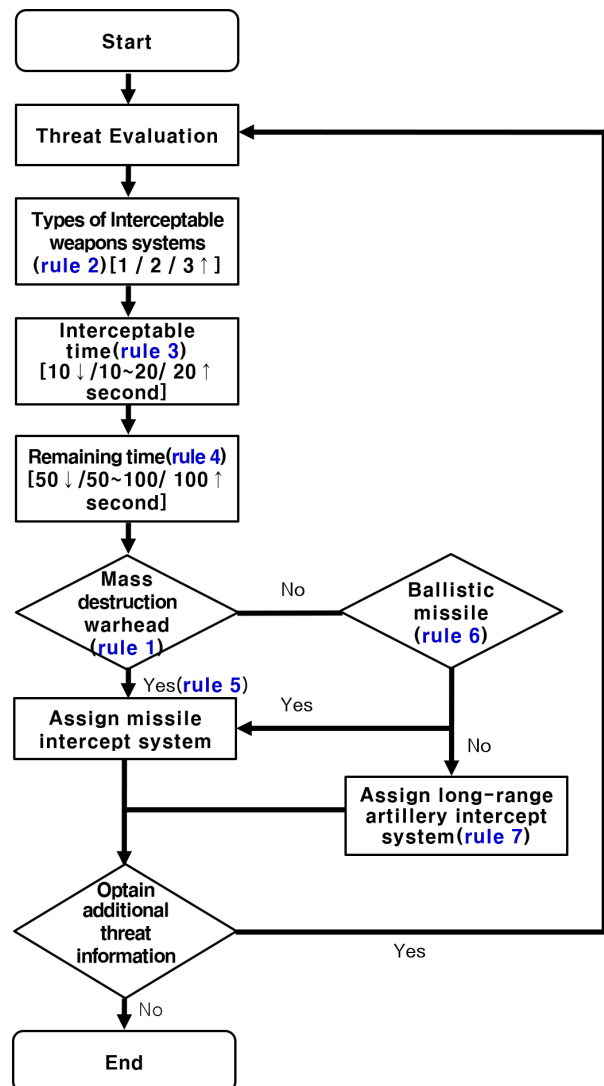 Start
Threat Evaluation
Types of Interceptable
weapons systems
(rule 2)[1 / 2 / 3↑]
Interceptable
time(rule 3)
[10↓/10~20/ 20↑
second]
Remaining time(rule 4)
[50↓/50~100/ 100↑
second]
Mass
destruction
warhead
(rule 1)
No
Ballistic
missile
(rule 6)
Yes(rule 5)
Yes
Assign missile
intercept system
No
Assign long-range
artillery intercept
system(rule 7)
Optain
additional
threat
information
Yes
No
End